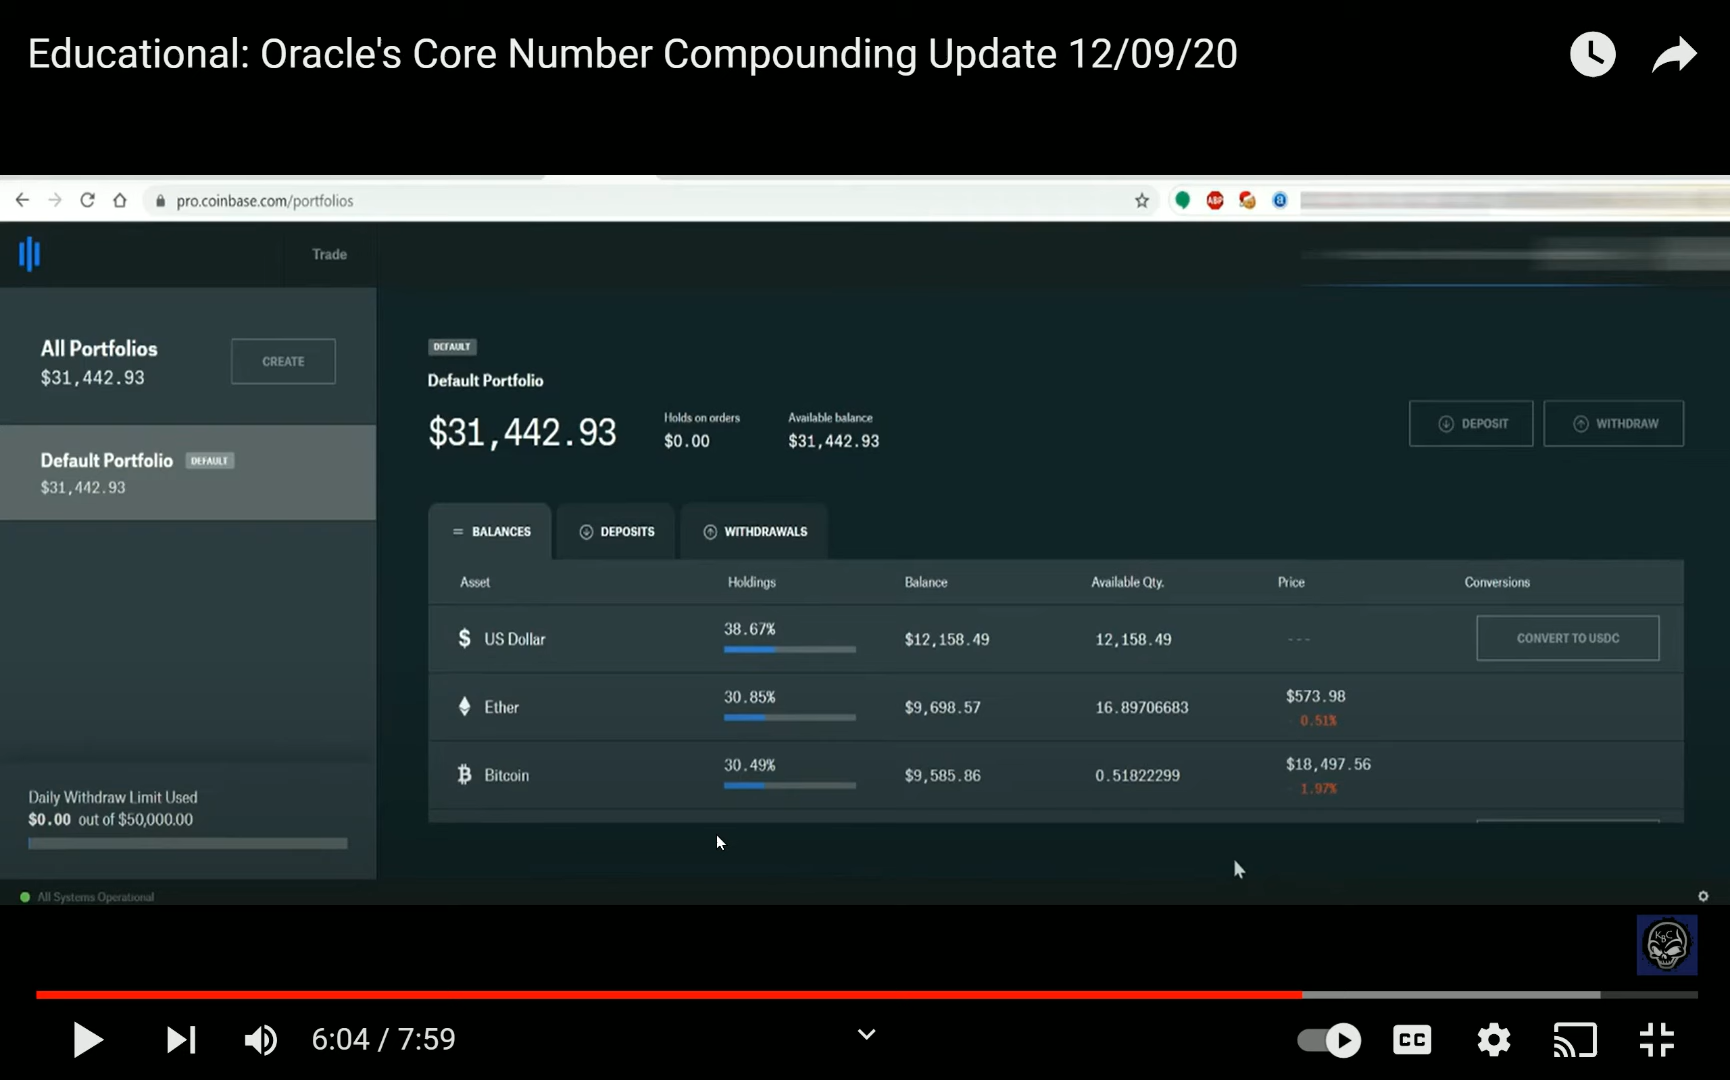 Educational: Oracle's Core Number Compounding Update 12/09/20
pro.coinbase.com/portfolios
ABP
a
Trade
All Portfolios
$31,442.93
CREATE
Default Portfolio DEFAULT
$31,442.93
Daily Withdraw Limit Used
$0.00 out of $50,000.00
All Systems Operational
DEFAULT
Default Portfolio
$31,442.93
Holds on orders
$0.00
Available balance
$31,442.93
DEPOSIT
WITHDRAW
BALANCES
DEPOSITS
WITHDRAWALS
Asset Holdings Balance Available Qty. Price Conversions
$ US Dollar 38.67% $12,158.49 12,158.49 --- CONVERT TO USDC
Ether 30.85% $9,698.57 16.89706683 $573.98
- 0.51%
Bitcoin 30.49% $9,585.86 0.51822299 $18,497.56
- 1.97%
KBC
6:04 / 7:59
CC